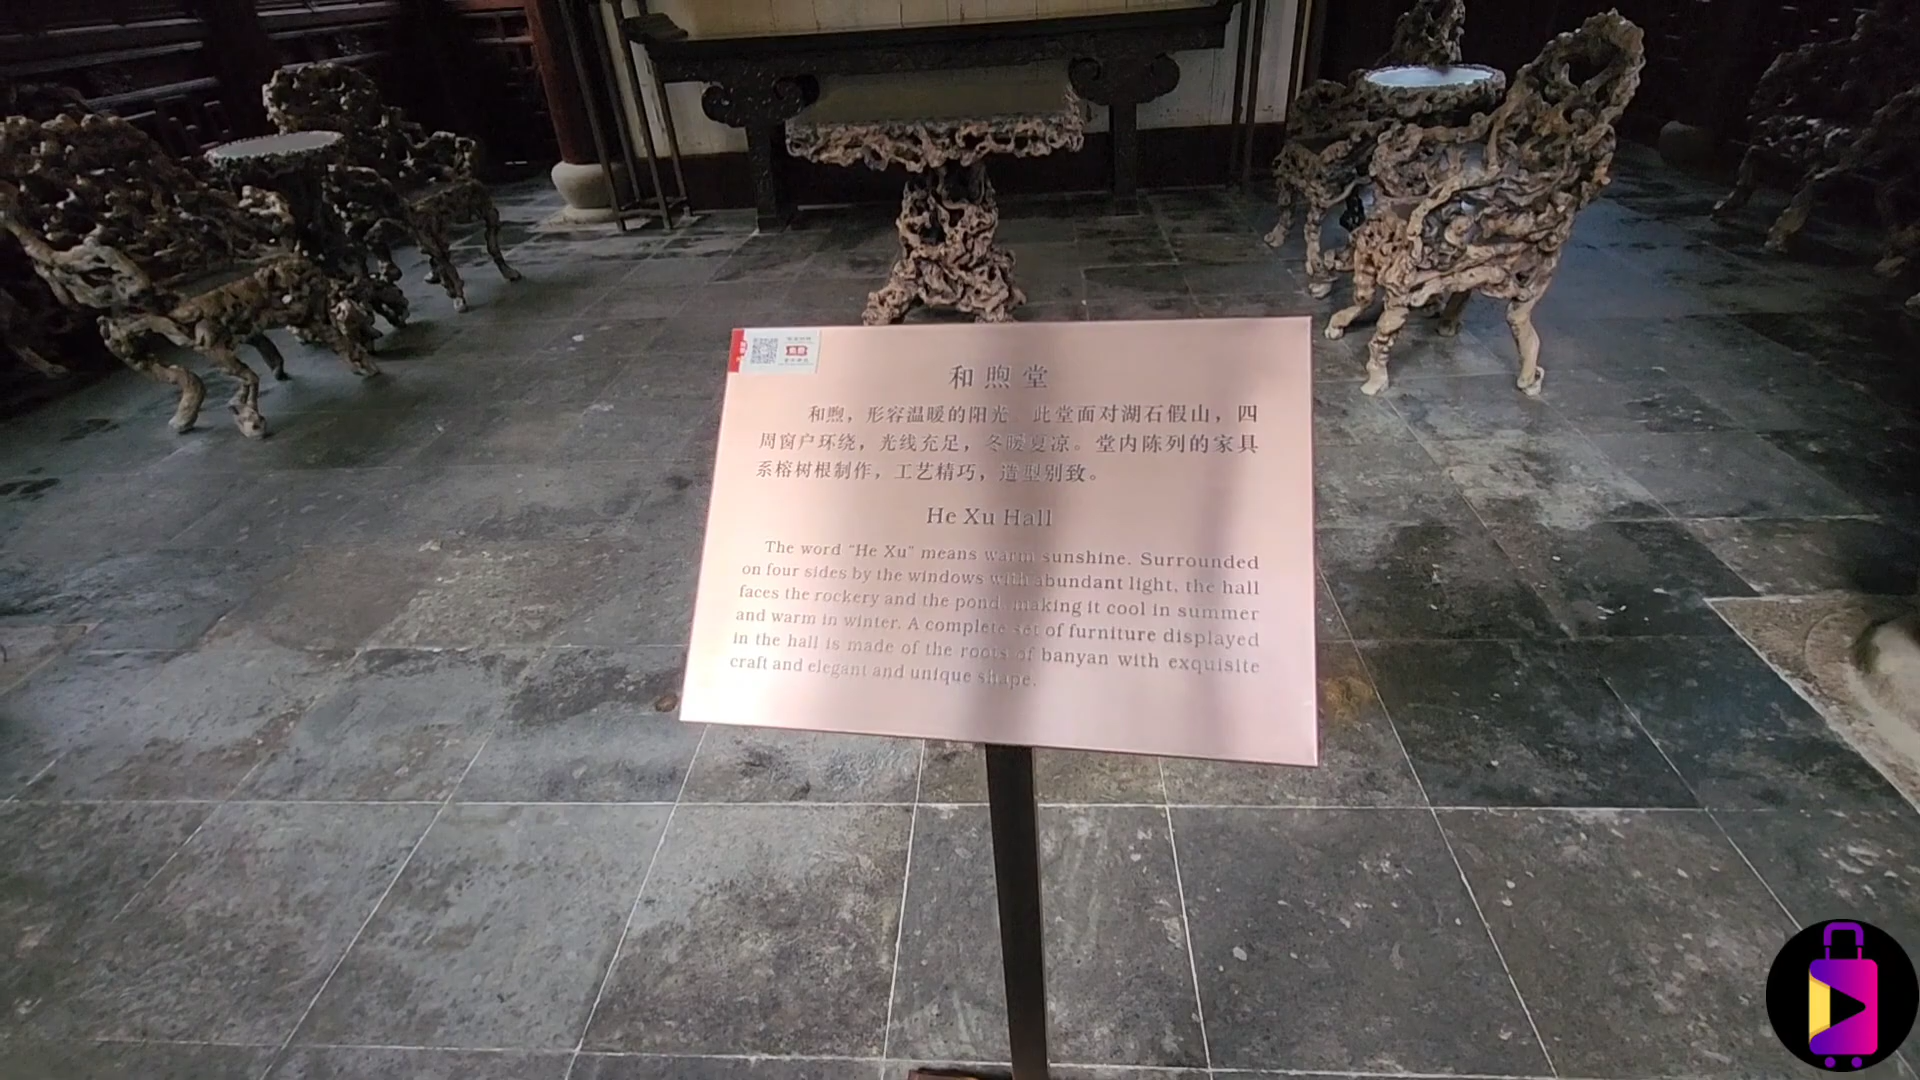 和煦堂
和煦，形容温暖的阳光。此堂面对湖石假山，四
周窗户环绕，光线充足，冬暖夏凉。堂内陈列的家具
系榕树根制作，工艺精巧，造型别致。
He Xu Hall
The word "He Xu" means warm sunshine. Surrounded
on four sides by the windows with abundant light, the hall
faces the rockery and the pond, making it cool in summer
and warm in winter. A complete set of furniture displayed
in the hall is made of the roots of banyan with exquisite
craft and elegant and unique shape.